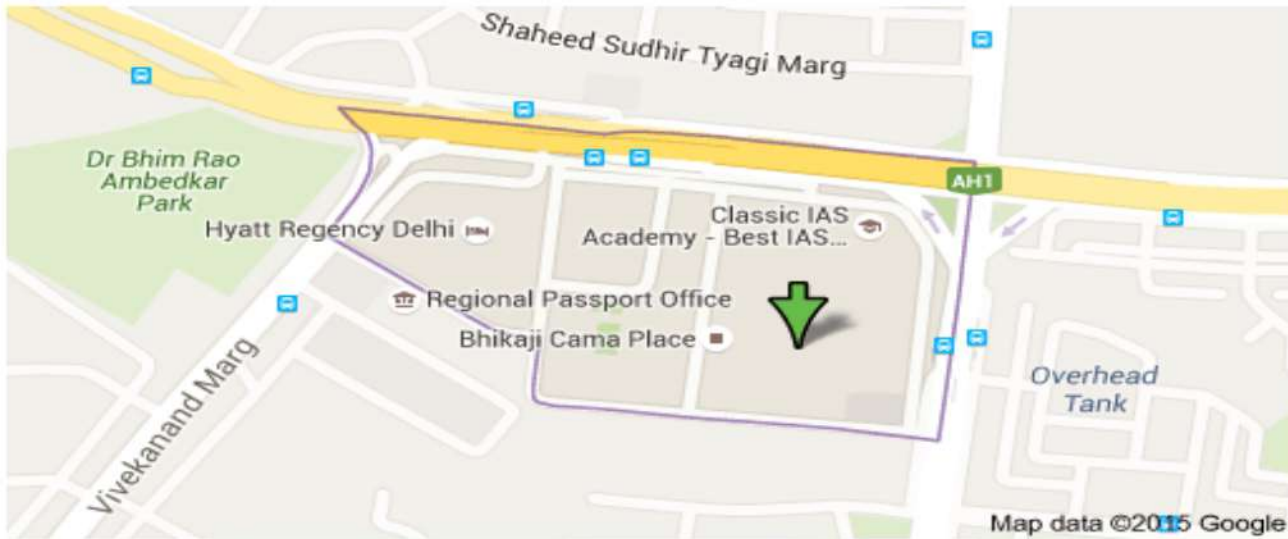 Shaheed Sudhir Tyagi Marg
Dr Bhim Rao
Ambedkar
Park
AH1
Hyatt Regency Delhi
Classic IAS
Academy - Best IAS...
Regional Passport Office
Bhikaji Cama Place
Vivekanand Marg
Overhead
Tank
Map data ©2015 Google